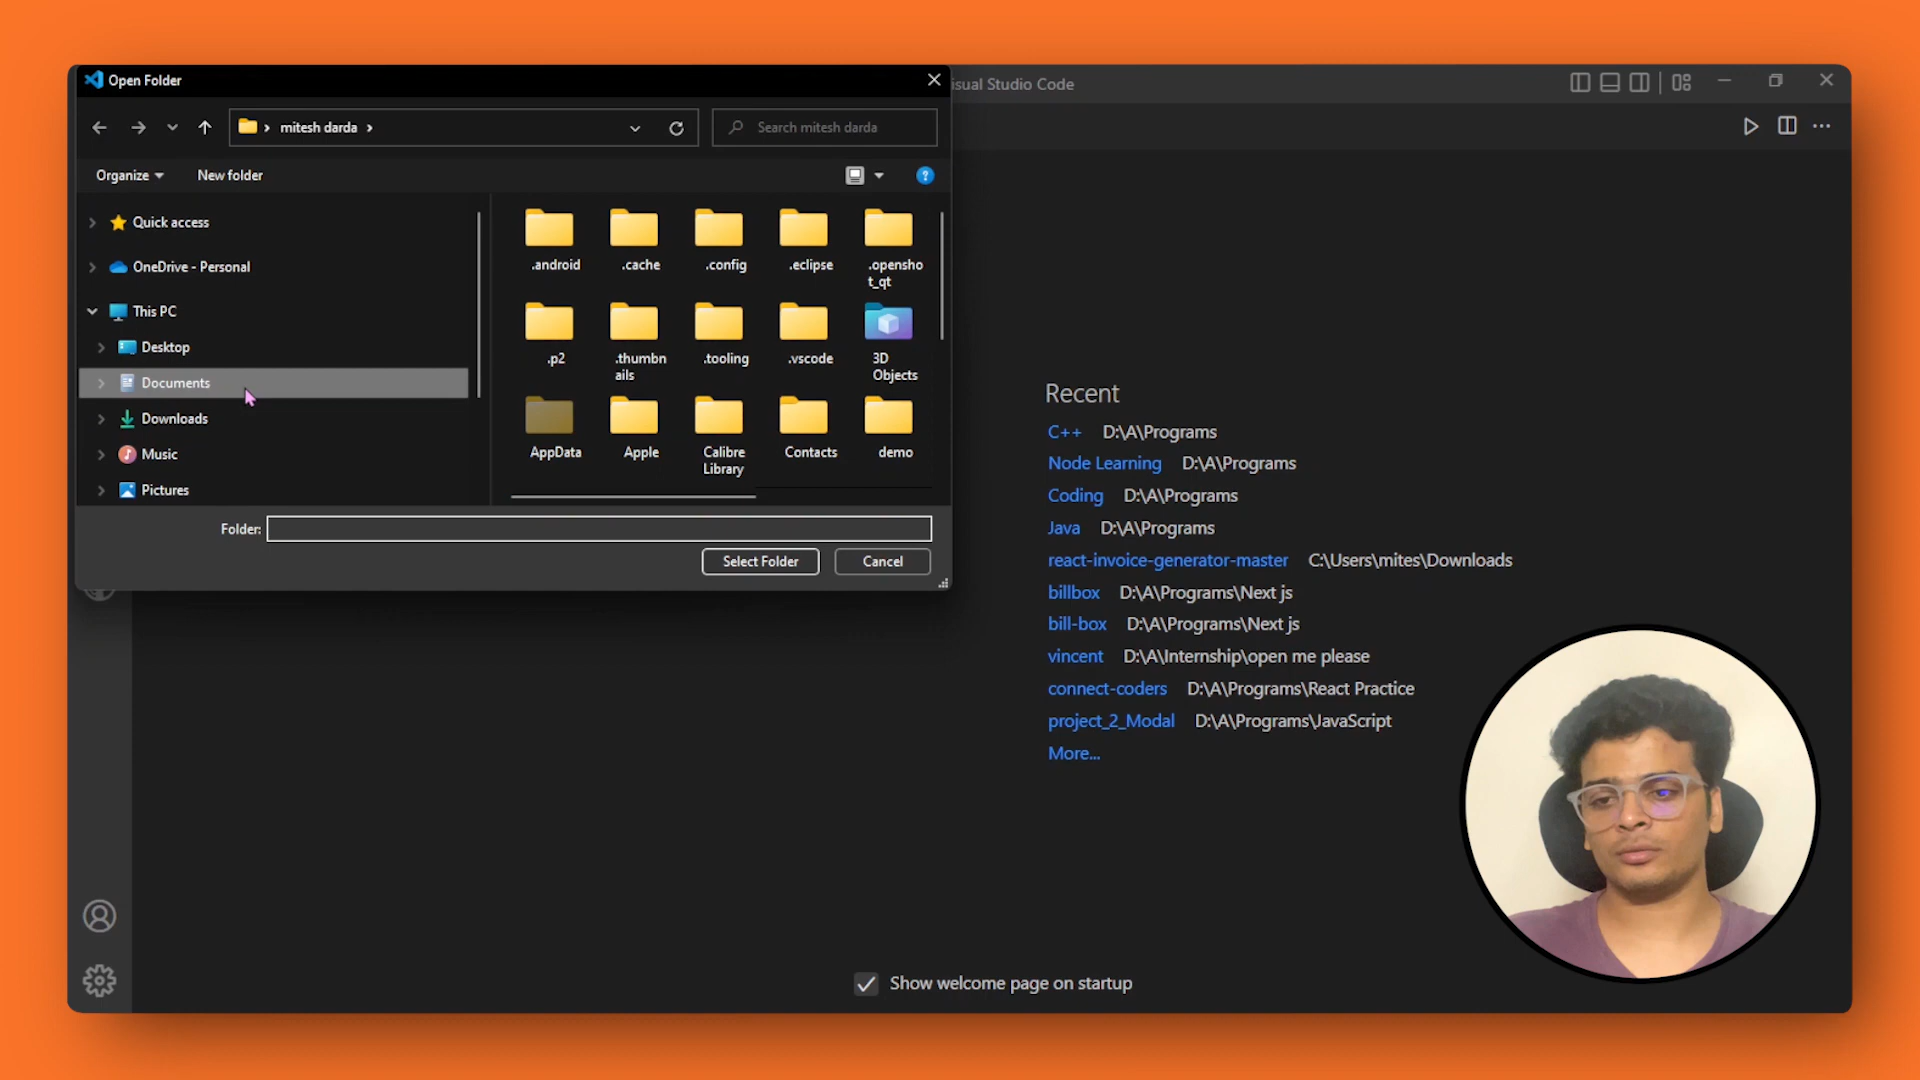 Open Folder
isual Studio Code
mitesh darda
Search mitesh darda
Organize
New folder
?
Quick access
OneDrive - Personal
This PC
Desktop
Documents
Downloads
Music
Pictures
.android
.cache
.config
.eclipse
.opensho
t_qt
.p2
.thumbn
ails
.tooling
.vscode
3D
Objects
AppData
Apple
Calibre
Library
Contacts
demo
Folder:
Select Folder
Cancel
Recent
C++ D:\A\Programs
Node Learning D:\A\Programs
Coding D:\A\Programs
Java D:\A\Programs
react-invoice-generator-master C:\Users\mites\Downloads
billbox D:\A\Programs\Next js
bill-box D:\A\Programs\Next js
vincent D:\A\Internship\open me please
connect-coders D:\A\Programs\React Practice
project_2_Modal D:\A\Programs\JavaScript
More...
Show welcome page on startup